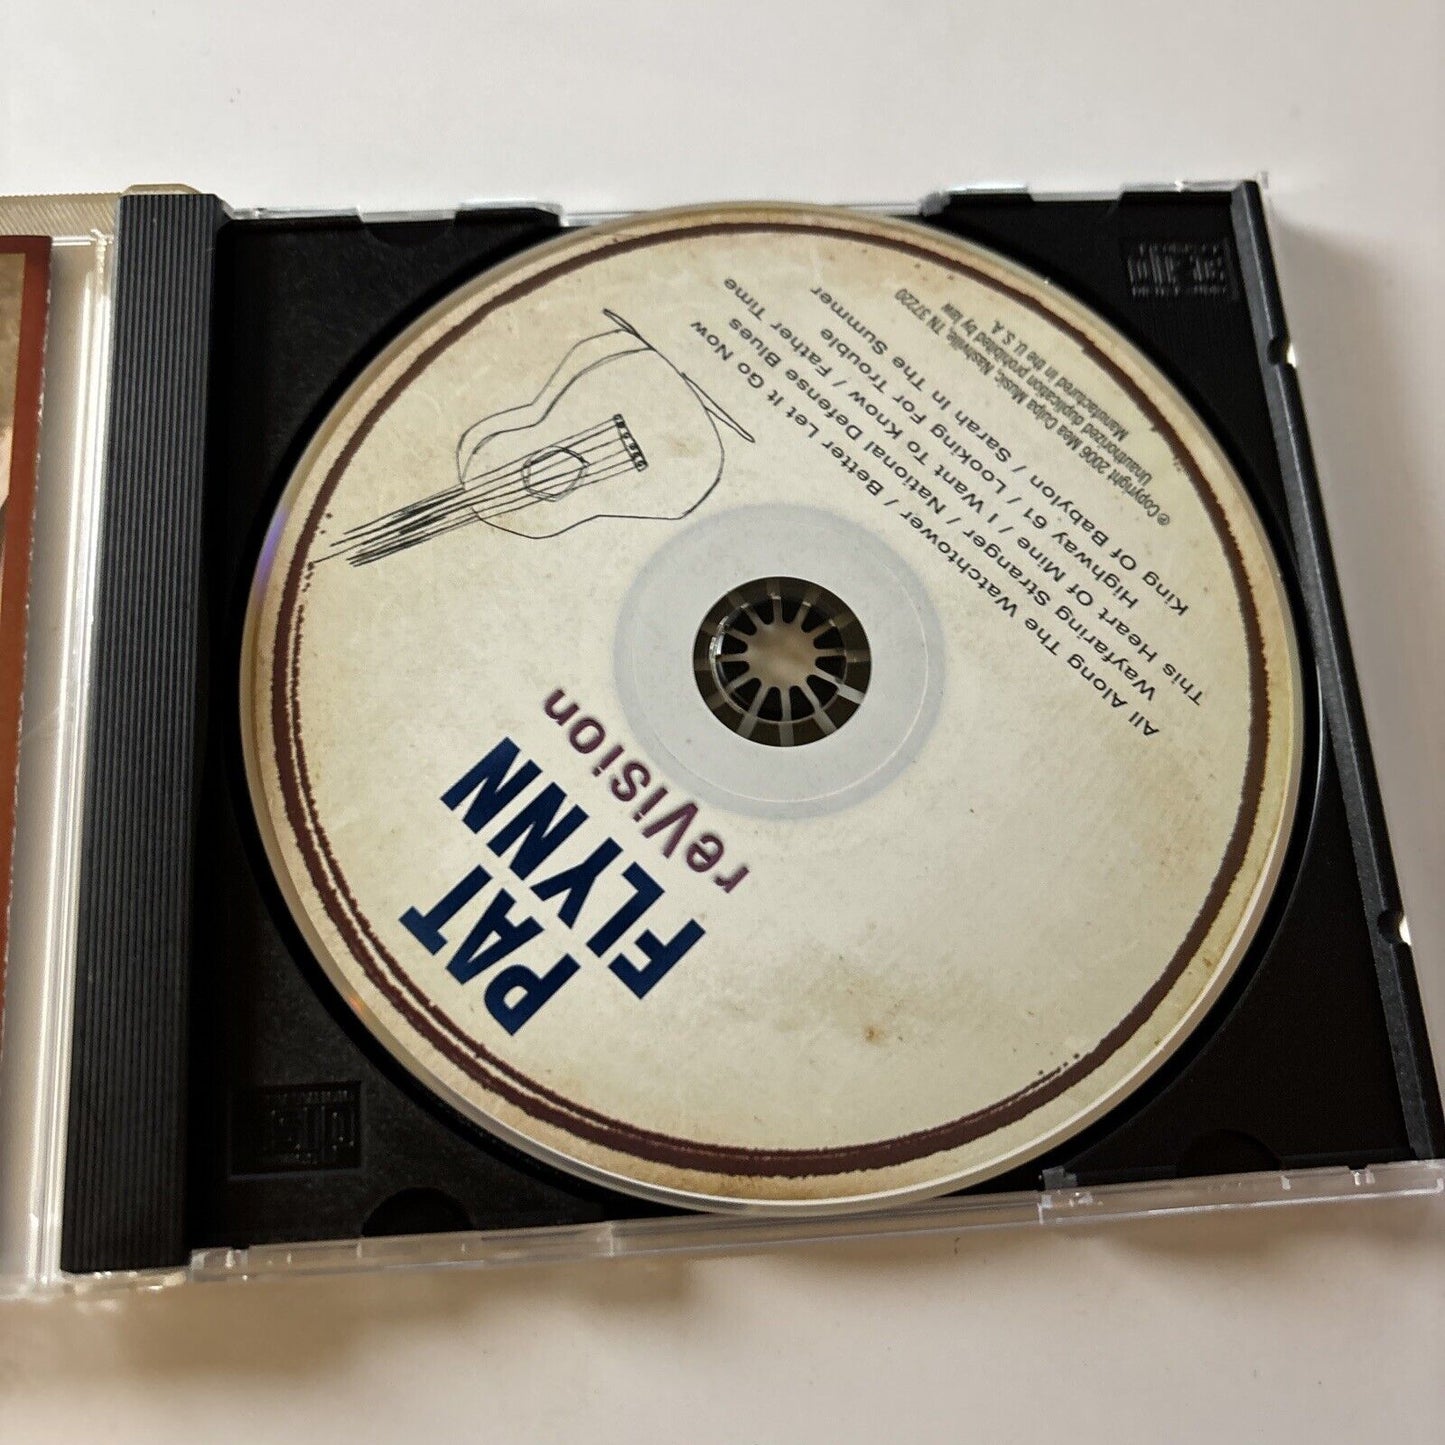 PAT
FLYNN
reVision
All Along The Watchtower / Better Let It Go Now
Wayfaring Stranger / National Defense Blues
This Heart Of Mine / I Want To Know / Father Time
Highway . 61 / Looking For Trouble
King Of Babylon / Sarah In The Summer
℗ Copyright 2006 Mea Culpa Music, Nashville, TN 37220
Unauthorized duplication prohibited by law
Manufactured in the U. S. A.